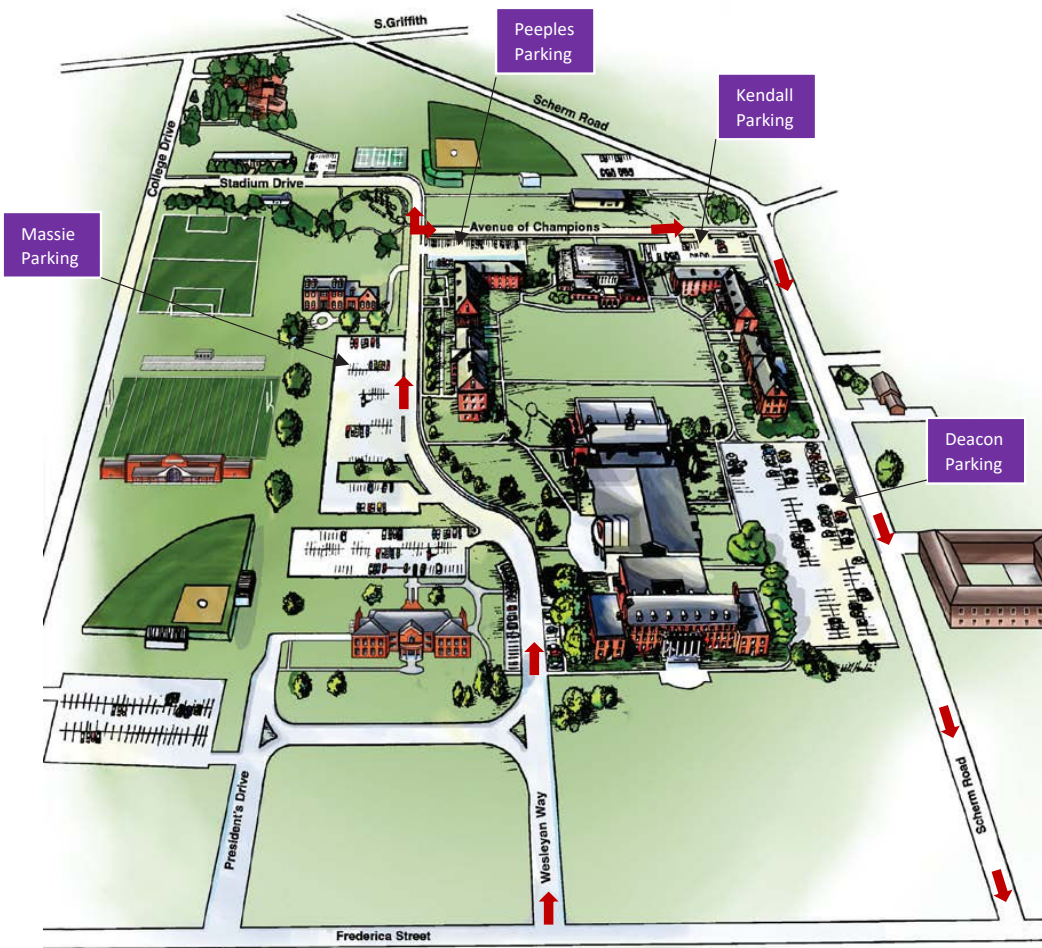 S.Griffith
Peeples
Parking
Scherm Road
Kendall
Parking
College Drive
Stadium Drive
Avenue of Champions
Massie
Parking
Deacon
Parking
President's Drive
Wesleyan Way
Scherm Road
Frederica Street